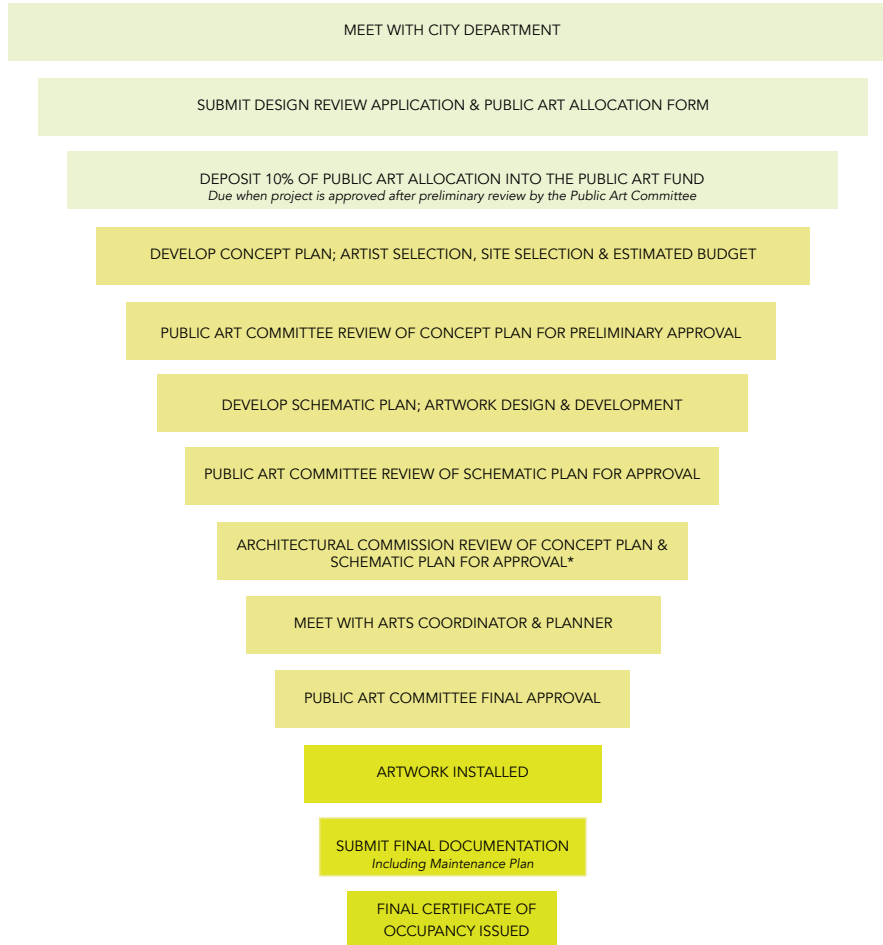 MEET WITH CITY DEPARTMENT
SUBMIT DESIGN REVIEW APPLICATION & PUBLIC ART ALLOCATION FORM
DEPOSIT 10% OF PUBLIC ART ALLOCATION INTO THE PUBLIC ART FUND
Due when project is approved after preliminary review by the Public Art Committee
DEVELOP CONCEPT PLAN; ARTIST SELECTION, SITE SELECTION & ESTIMATED BUDGET
PUBLIC ART COMMITTEE REVIEW OF CONCEPT PLAN FOR PRELIMINARY APPROVAL
DEVELOP SCHEMATIC PLAN; ARTWORK DESIGN & DEVELOPMENT
PUBLIC ART COMMITTEE REVIEW OF SCHEMATIC PLAN FOR APPROVAL
ARCHITECTURAL COMMISSION REVIEW OF CONCEPT PLAN &
SCHEMATIC PLAN FOR APPROVAL*
MEET WITH ARTS COORDINATOR & PLANNER
PUBLIC ART COMMITTEE FINAL APPROVAL
ARTWORK INSTALLED
SUBMIT FINAL DOCUMENTATION
Including Maintenance Plan
FINAL CERTIFICATE OF
OCCUPANCY ISSUED